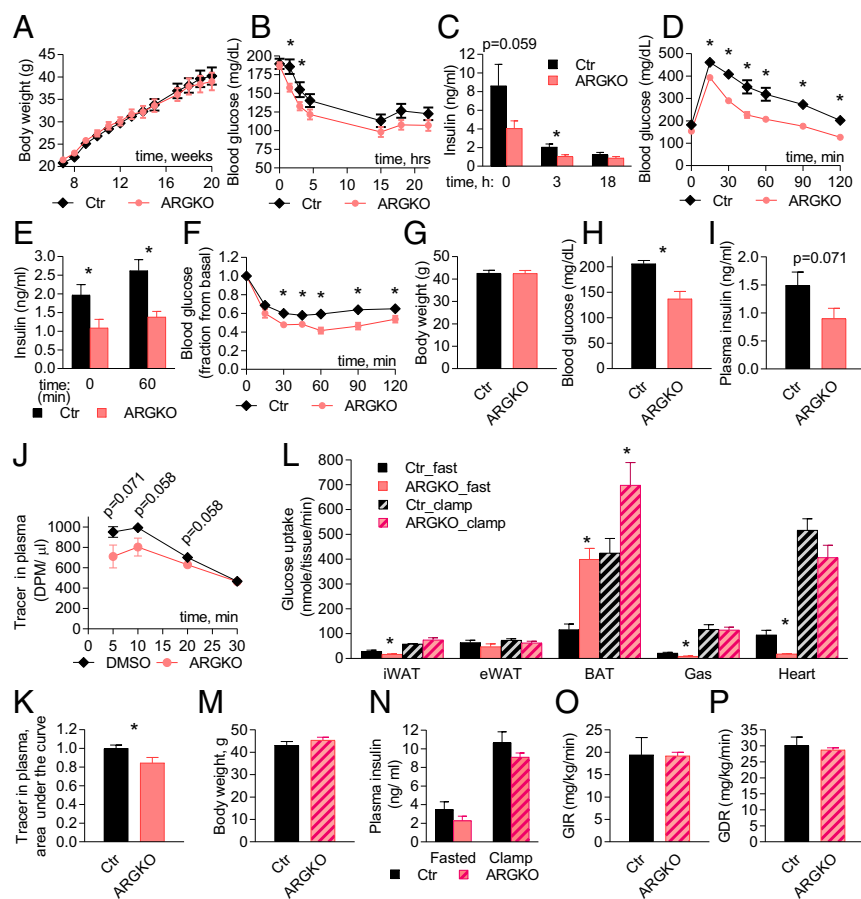 A
Body weight (g)
45
40
35
30
25
20
8 12 16 20
time, weeks
Ctr ARGKO
B
Blood glucose (mg/dL)
200
175
150
125
100
75
50
0 5 10 15 20
time, hrs
* *
Ctr ARGKO
C
Insulin (ng/ml)
12
10
8
6
4
2
0
p=0.059
*
Ctr
ARGKO
time, h: 0 3 18
D
Blood glucose (mg/dL)
500
400
300
200
100
0
0 30 60 90 120
time, min
* * * * * *
Ctr ARGKO
E
Insulin (ng/ml)
3.0
2.5
2.0
1.5
1.0
0.5
0.0
* *
time: 0 60
(min)
Ctr ARGKO
F
Blood glucose
(fraction from basal)
1.2
1.0
0.8
0.6
0.4
0.2
0.0
0 30 60 90 120
time, min
* * * * *
Ctr ARGKO
G
Body weight (g)
60
50
40
30
20
10
0
Ctr
ARGKO
H
Blood glucose (mg/dL)
200
150
100
50
0
*
Ctr
ARGKO
I
Plasma insulin (ng/ml)
2.0
1.5
1.0
0.5
0.0
p=0.071
Ctr
ARGKO
J
Tracer in plasma
(DPM/ µl)
1000
800
600
400
200
0
p=0.071
p=0.058
p=0.058
time, min
0 5 10 15 20 25 30
DMSO ARGKO
L
Glucose uptake
(nmole/tissue/min)
800
700
600
500
400
300
200
100
0
Ctr_fast
ARGKO_fast
Ctr_clamp
ARGKO_clamp
* * * * *
iWAT eWAT BAT Gas Heart
K
Tracer in plasma,
area under the curve
1.2
1.0
0.8
0.6
0.4
0.2
0.0
*
Ctr
ARGKO
M
Body weight, g
60
50
40
30
20
10
0
Ctr
ARGKO
N
Plasma insulin
(ng/ ml)
12
10
8
6
4
2
0
Fasted Clamp
Ctr ARGKO
O
GIR (mg/kg/min)
25
20
15
10
5
0
Ctr
ARGKO
P
GDR (mg/kg/min)
35
30
25
20
15
10
5
0
Ctr
ARGKO